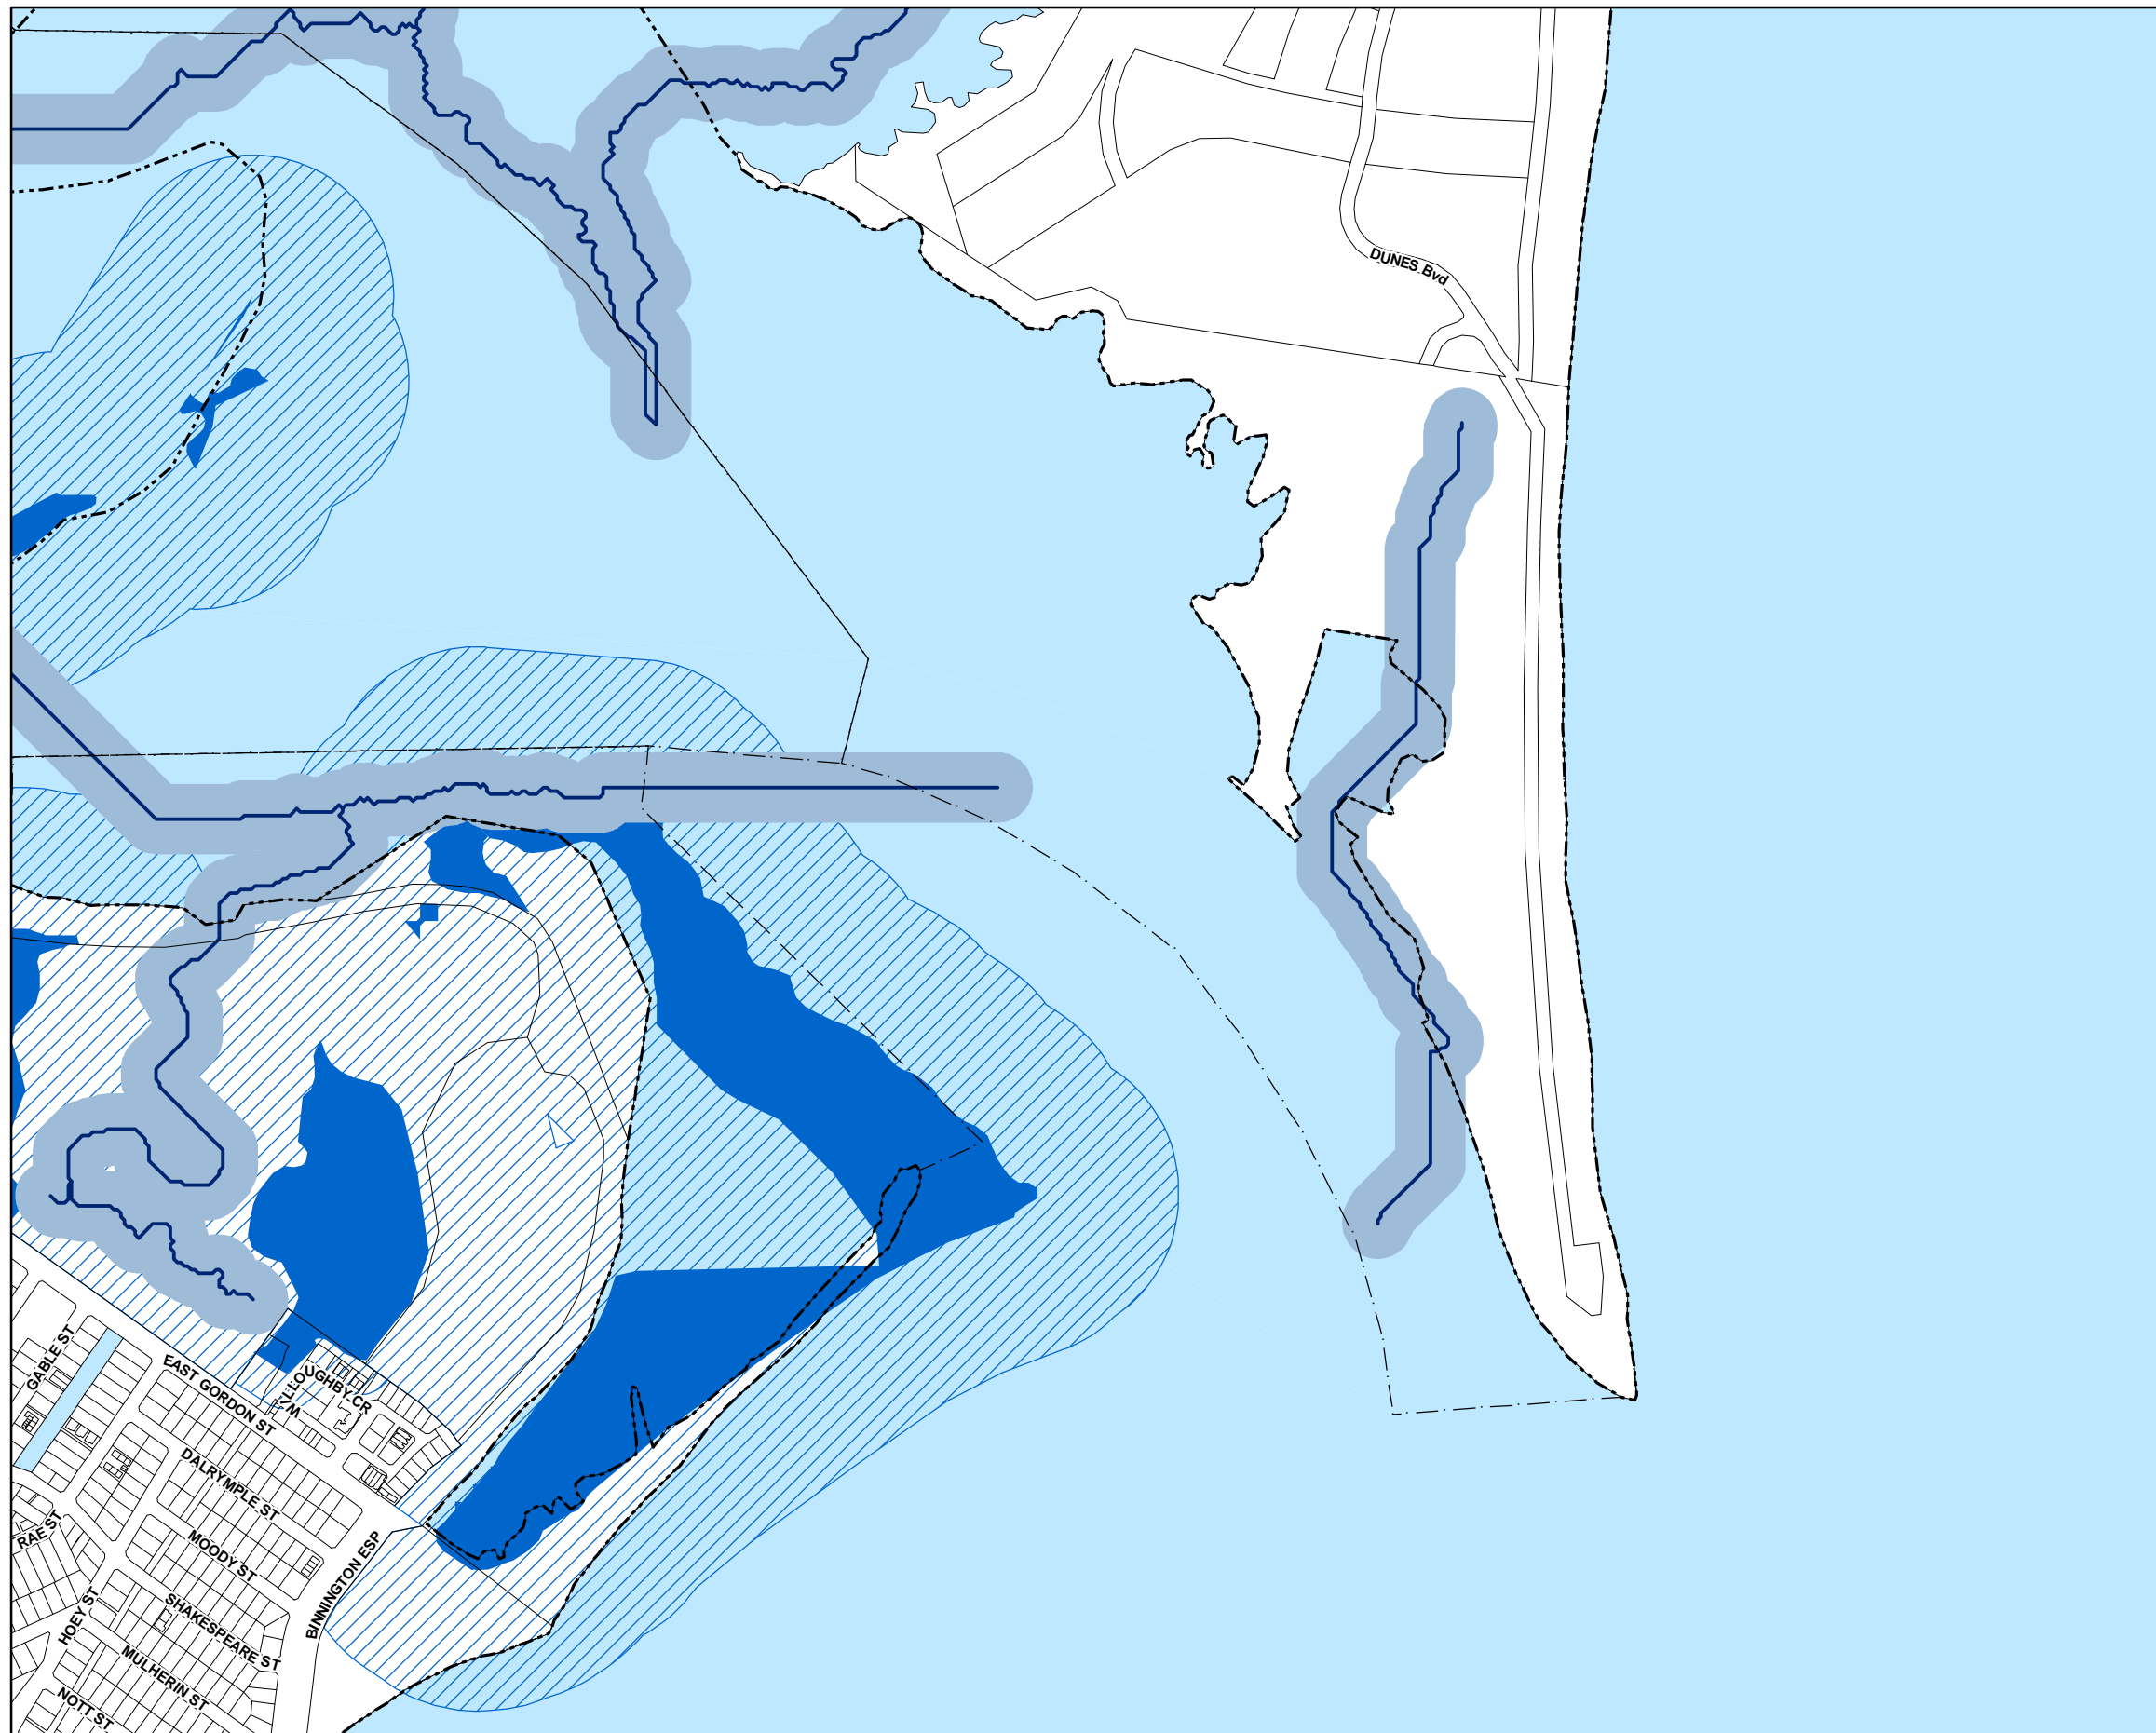 DUNES Bvd
GABLE ST
EAST GORDON ST
WILLOUGHBY CR
DALRYMPLE ST
RAE ST
MOODY ST
BINNINGTON ESP
HOEY ST
SHAKESPEARE ST
MULHERIN ST
NOTT ST